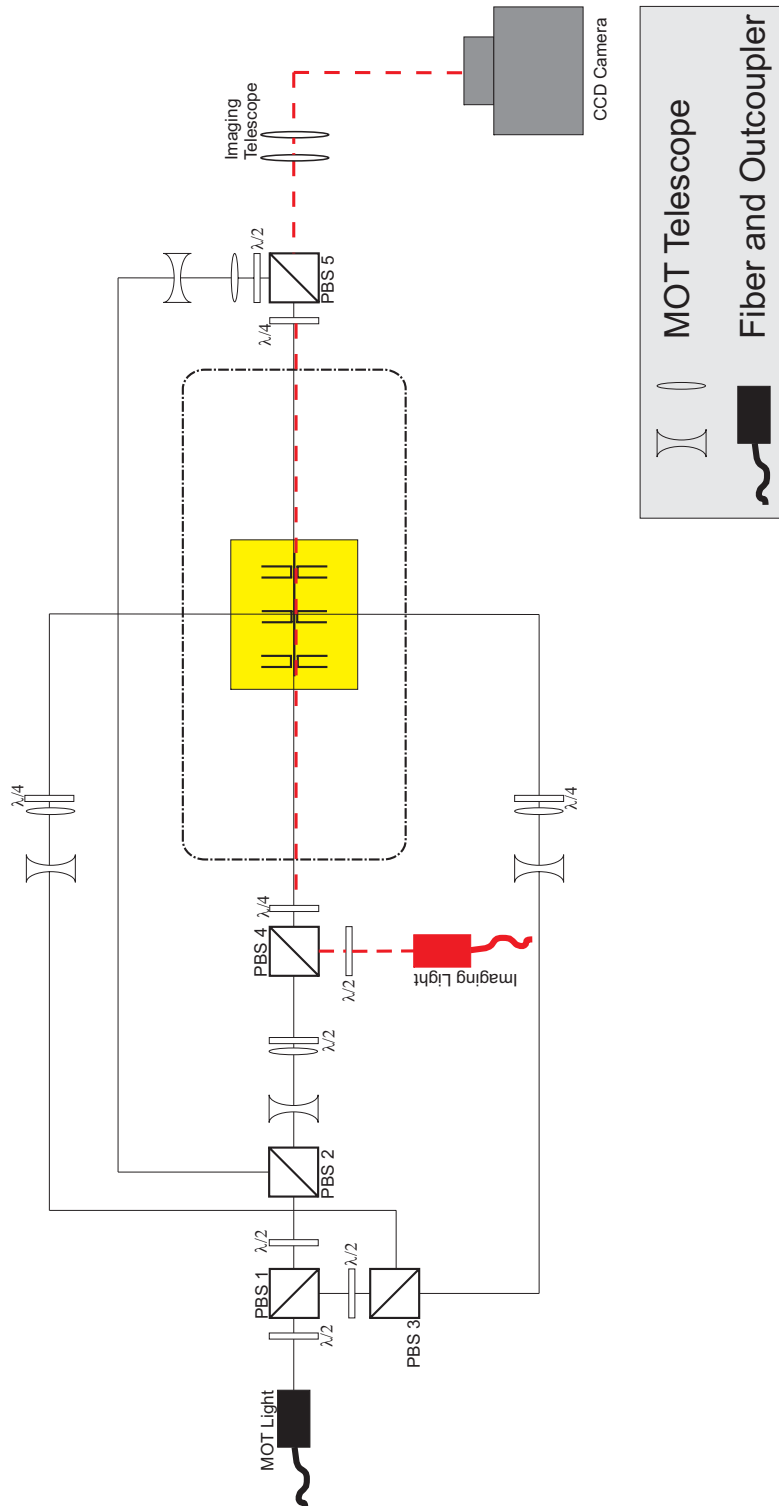 MOT Light
λ/2
PBS 1
λ/2
λ/2
PBS 3
PBS 2
λ/2
PBS 4
λ/4
λ/2
Imaging Light
λ/4
λ/4
λ/4
PBS 5
λ/2
Imaging
Telescope
CCD Camera
MOT Telescope
Fiber and Outcoupler